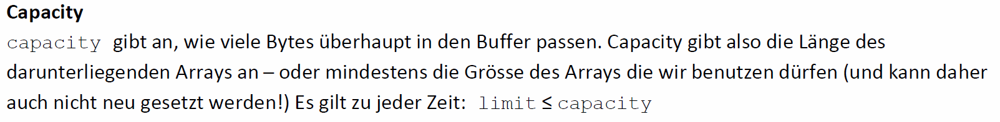 Capacity
capacity gibt an, wie viele Bytes überhaupt in den Buffer passen. Capacity gibt also die Länge des
darunterliegenden Arrays an – oder mindestens die Grösse des Arrays die wir benutzen dürfen (und kann daher
auch nicht neu gesetzt werden!) Es gilt zu jeder Zeit: limit ≤ capacity